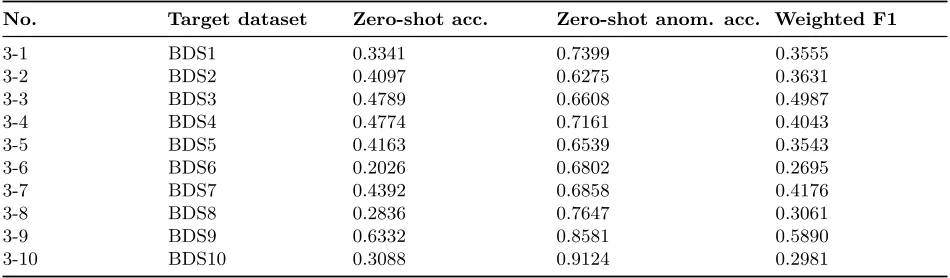 No. Target dataset Zero-shot acc. Zero-shot anom. acc. Weighted F1
3-1 BDS1 0.3341 0.7399 0.3555
3-2 BDS2 0.4097 0.6275 0.3631
3-3 BDS3 0.4789 0.6608 0.4987
3-4 BDS4 0.4774 0.7161 0.4043
3-5 BDS5 0.4163 0.6539 0.3543
3-6 BDS6 0.2026 0.6802 0.2695
3-7 BDS7 0.4392 0.6858 0.4176
3-8 BDS8 0.2836 0.7647 0.3061
3-9 BDS9 0.6332 0.8581 0.5890
3-10 BDS10 0.3088 0.9124 0.2981